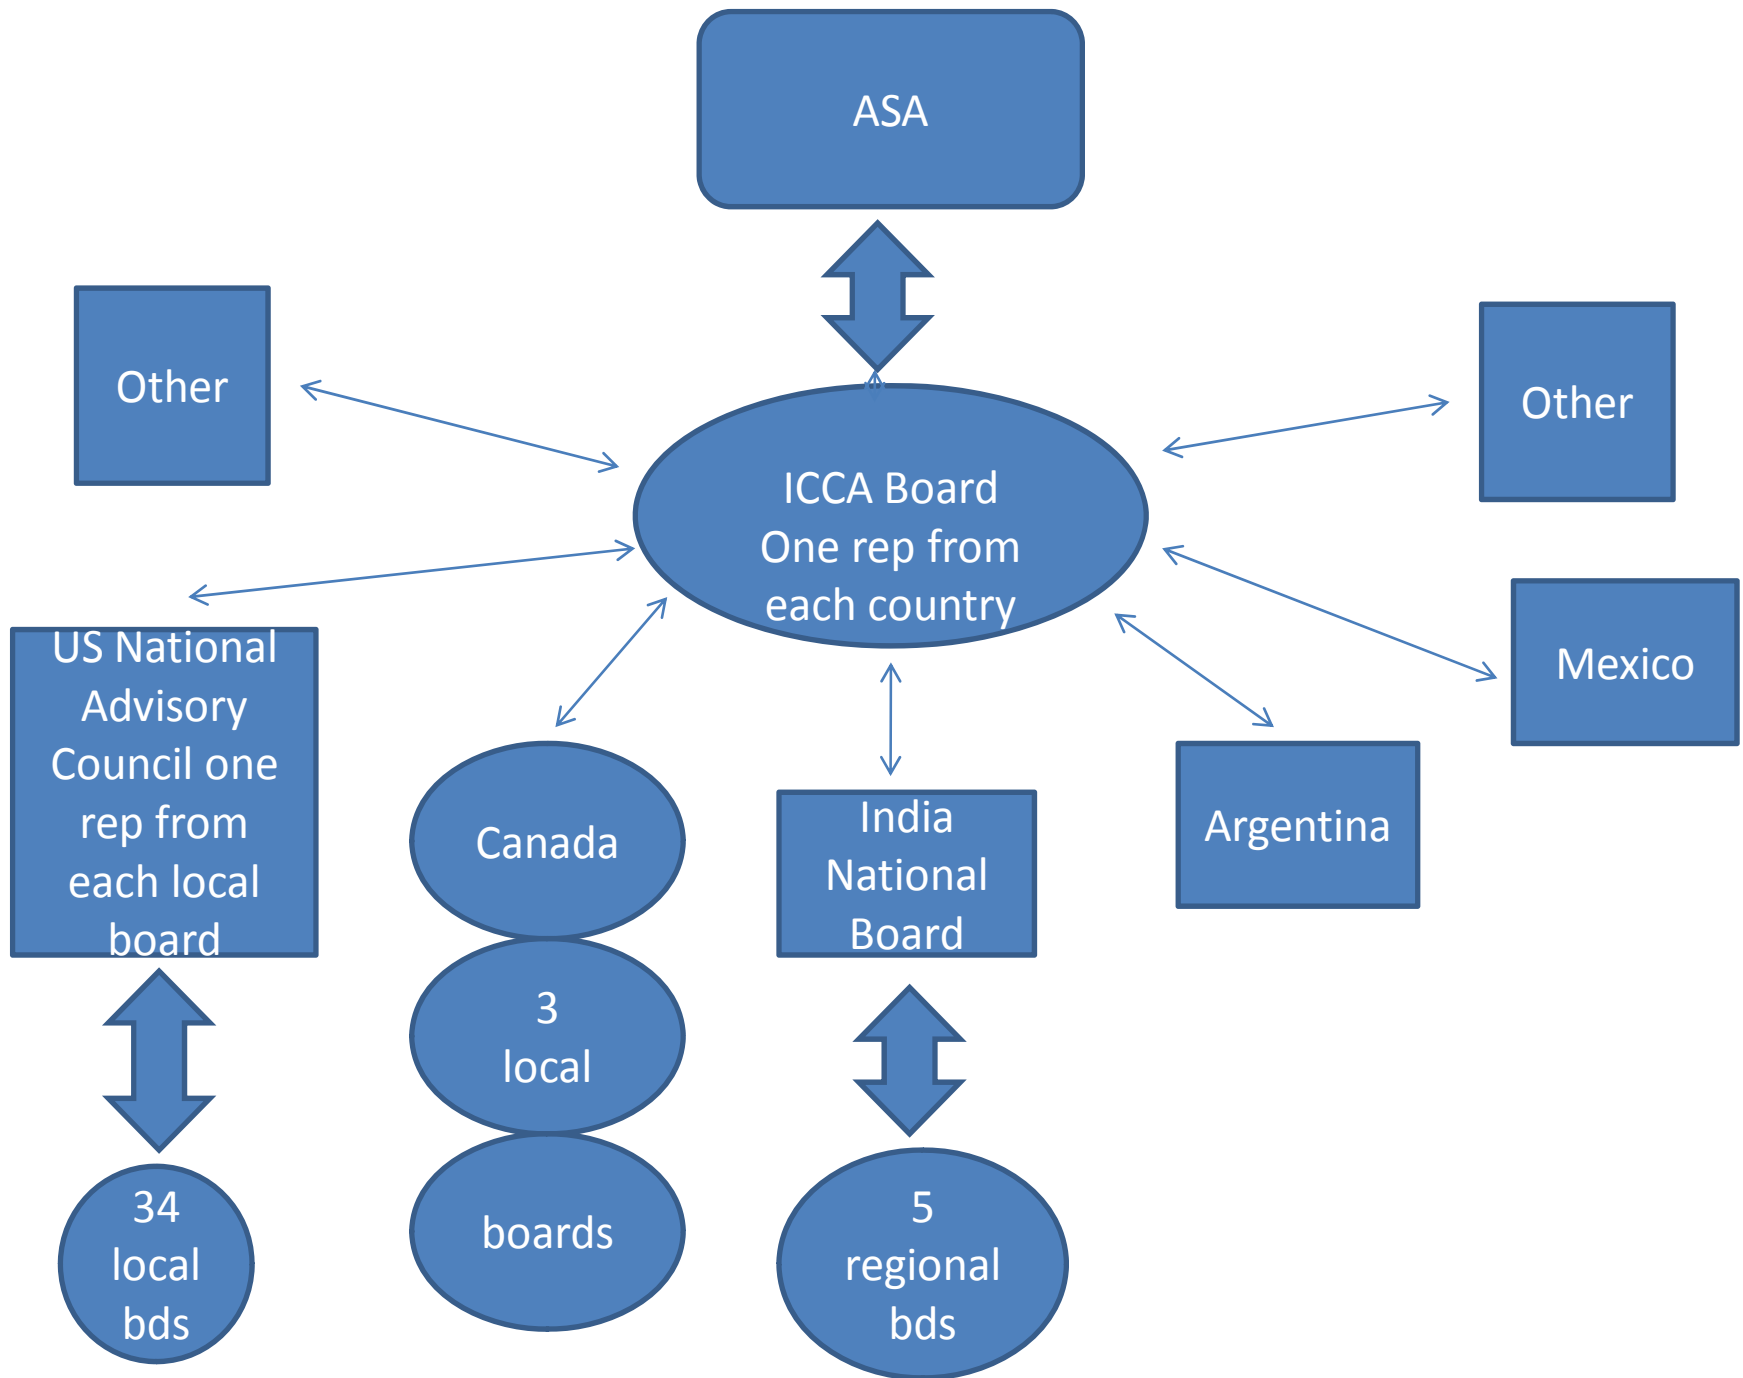 ASA
Other
Other
ICCA Board
One rep from
each country
US National
Advisory
Council one
rep from
each local
board
Mexico
Canada
India
National
Board
Argentina
3
local
boards
34
local
bds
5
regional
bds